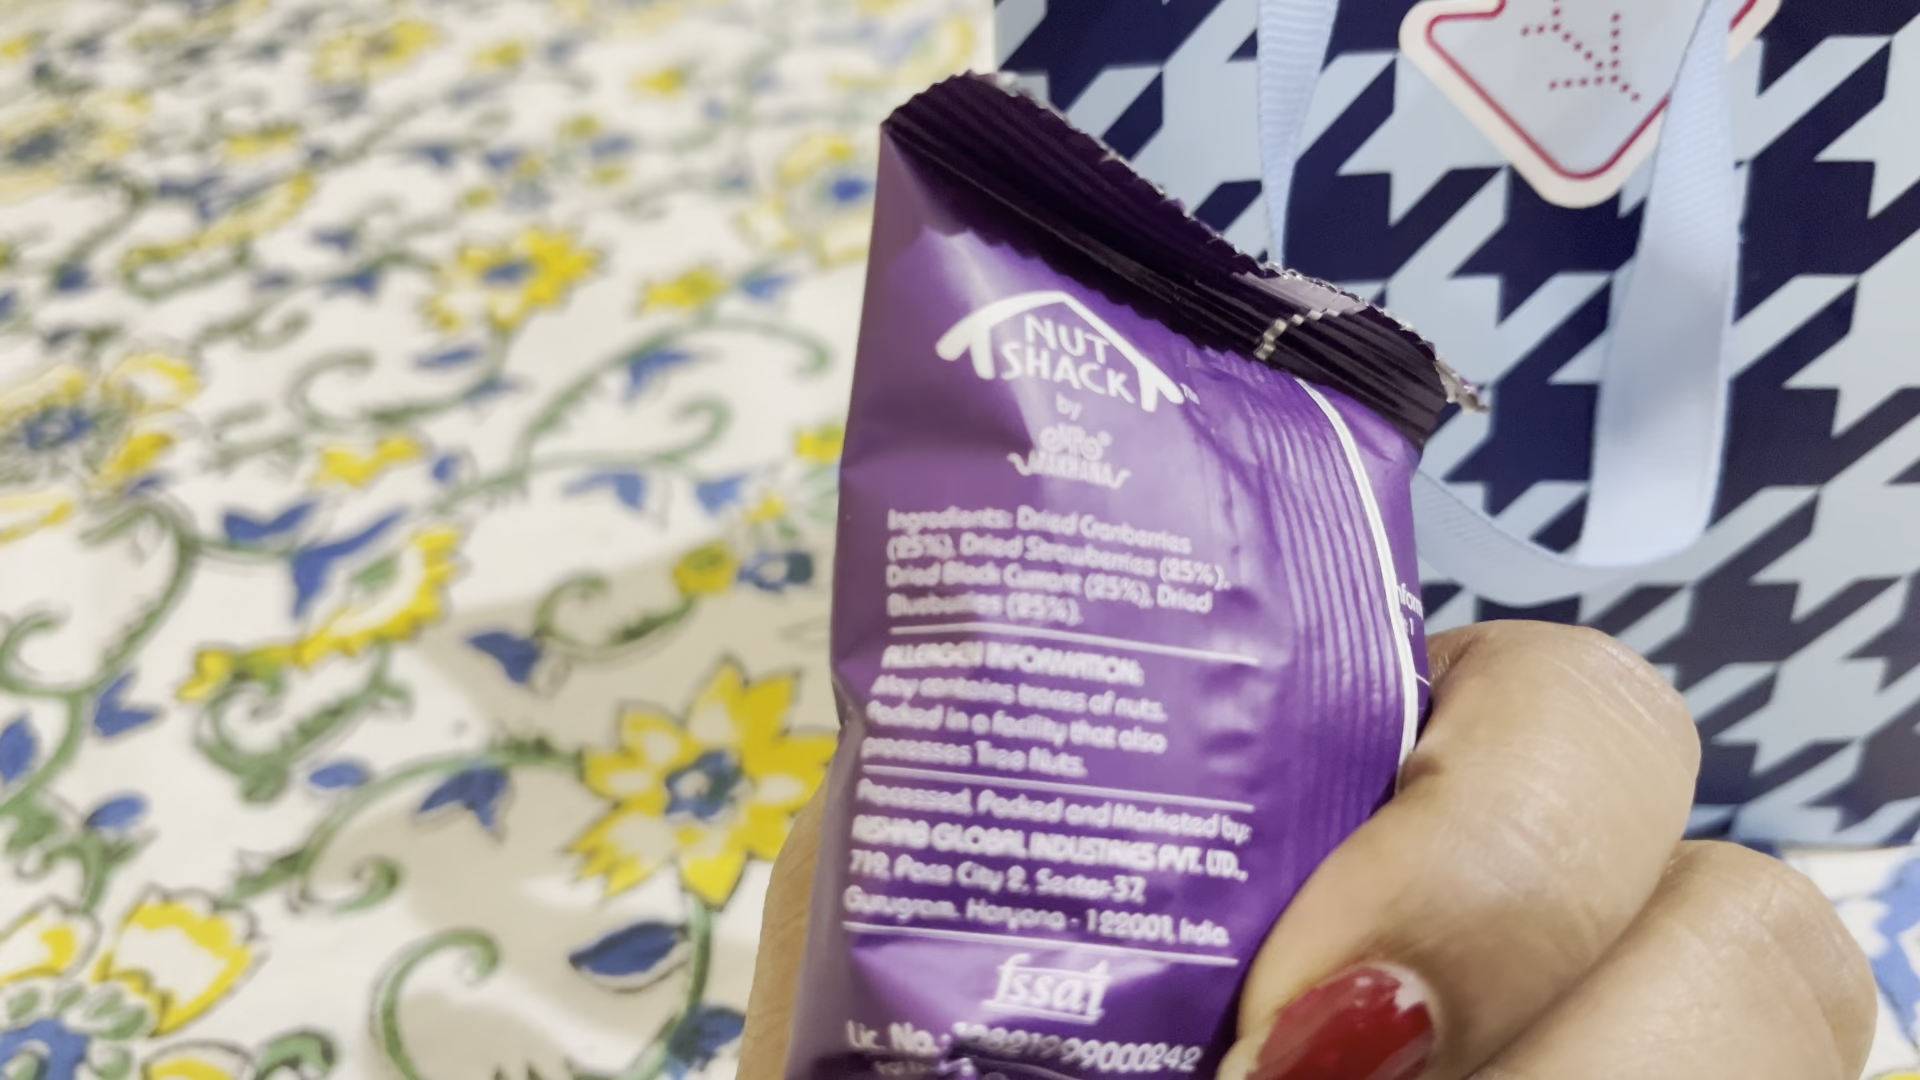 NUT
SHACK
by
Ingredients: Dried Cranberries
(25%), Dried Strawberries (25%),
Dried Black Currant (25%), Dried
Blueberries (25%).
ALLERGEN INFORMATION:
May contains traces of nuts.
Packed in a facility that also
processes Tree Nuts.
Processed, Packed and Marketed by:
RISHAB GLOBAL INDUSTRIES PVT. LTD.,
719, Pace City 2, Sector-37,
Gurugram, Haryana - 122001, India.
fssai
Lic. No.: